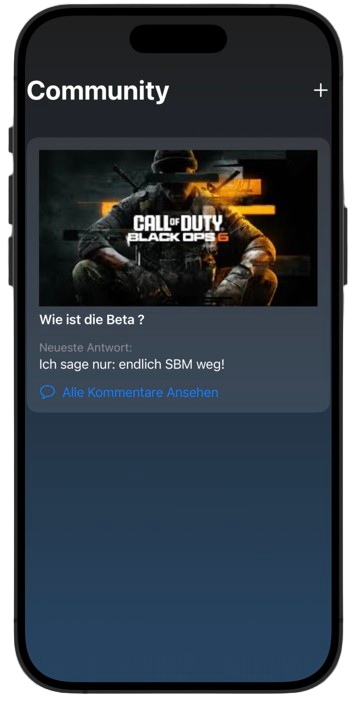 Community
+
CALL OF DUTY
BLACK OPS 6
Wie ist die Beta ?
Neueste Antwort:
Ich sage nur: endlich SBM weg!
Alle Kommentare Ansehen